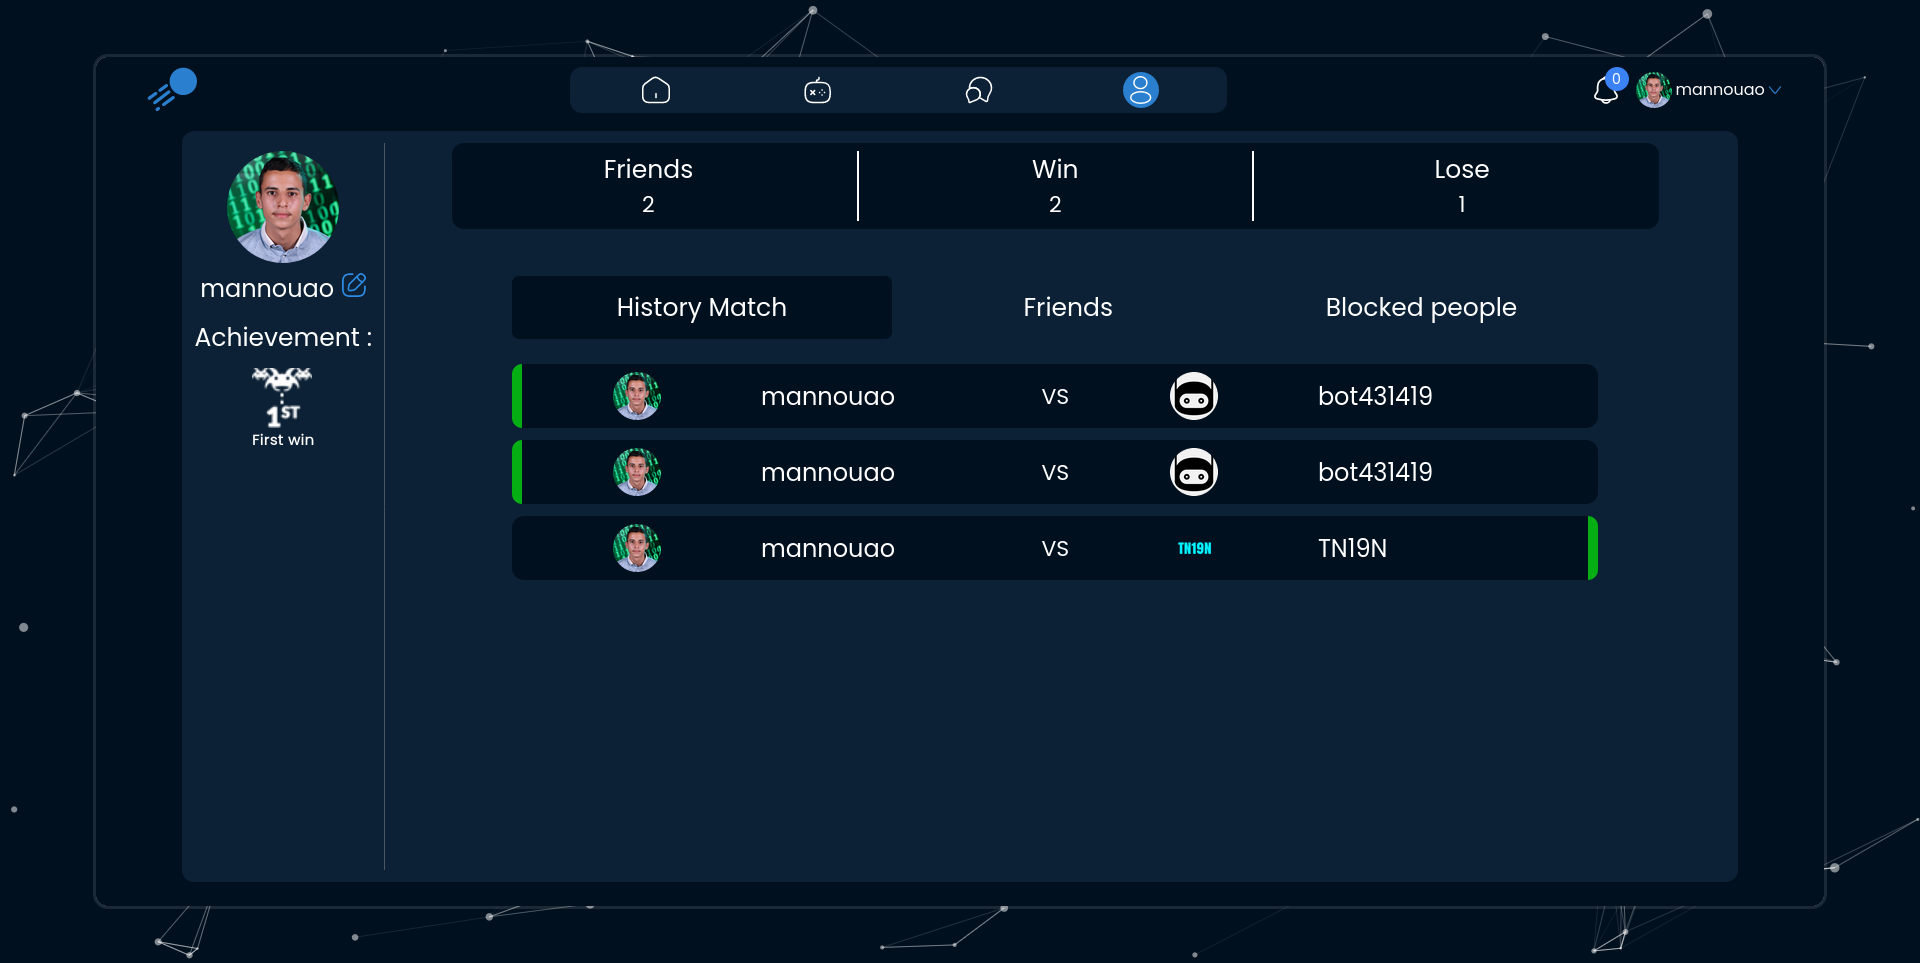 0
mannouao
Friends
2
Win
2
Lose
1
mannouao
Achievement :
1ST
First win
History Match
Friends
Blocked people
mannouao
VS
bot431419
mannouao
VS
bot431419
mannouao
VS
TN19N
TN19N